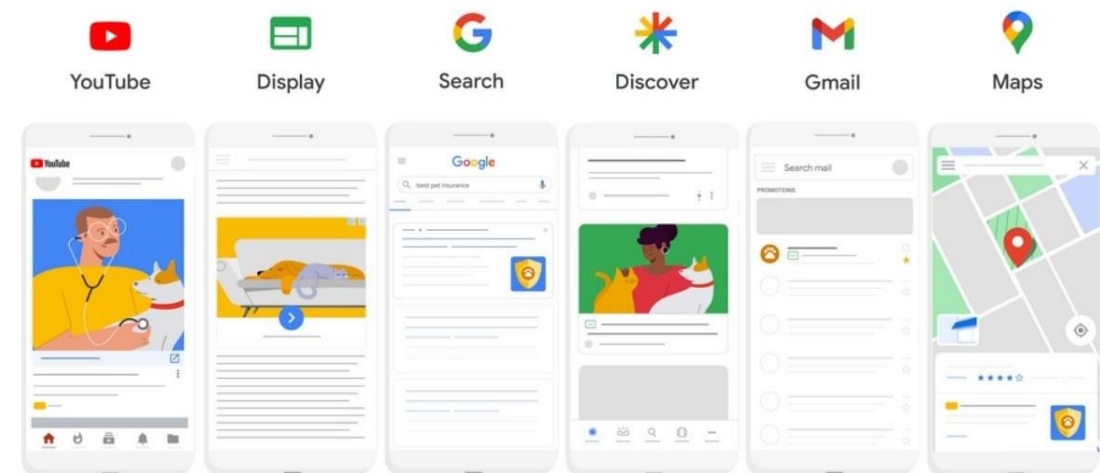 YouTube
Display
Search
Discover
Gmail
Maps
YouTube
Google
best pet insurance
Search mail
PROMOTIONS